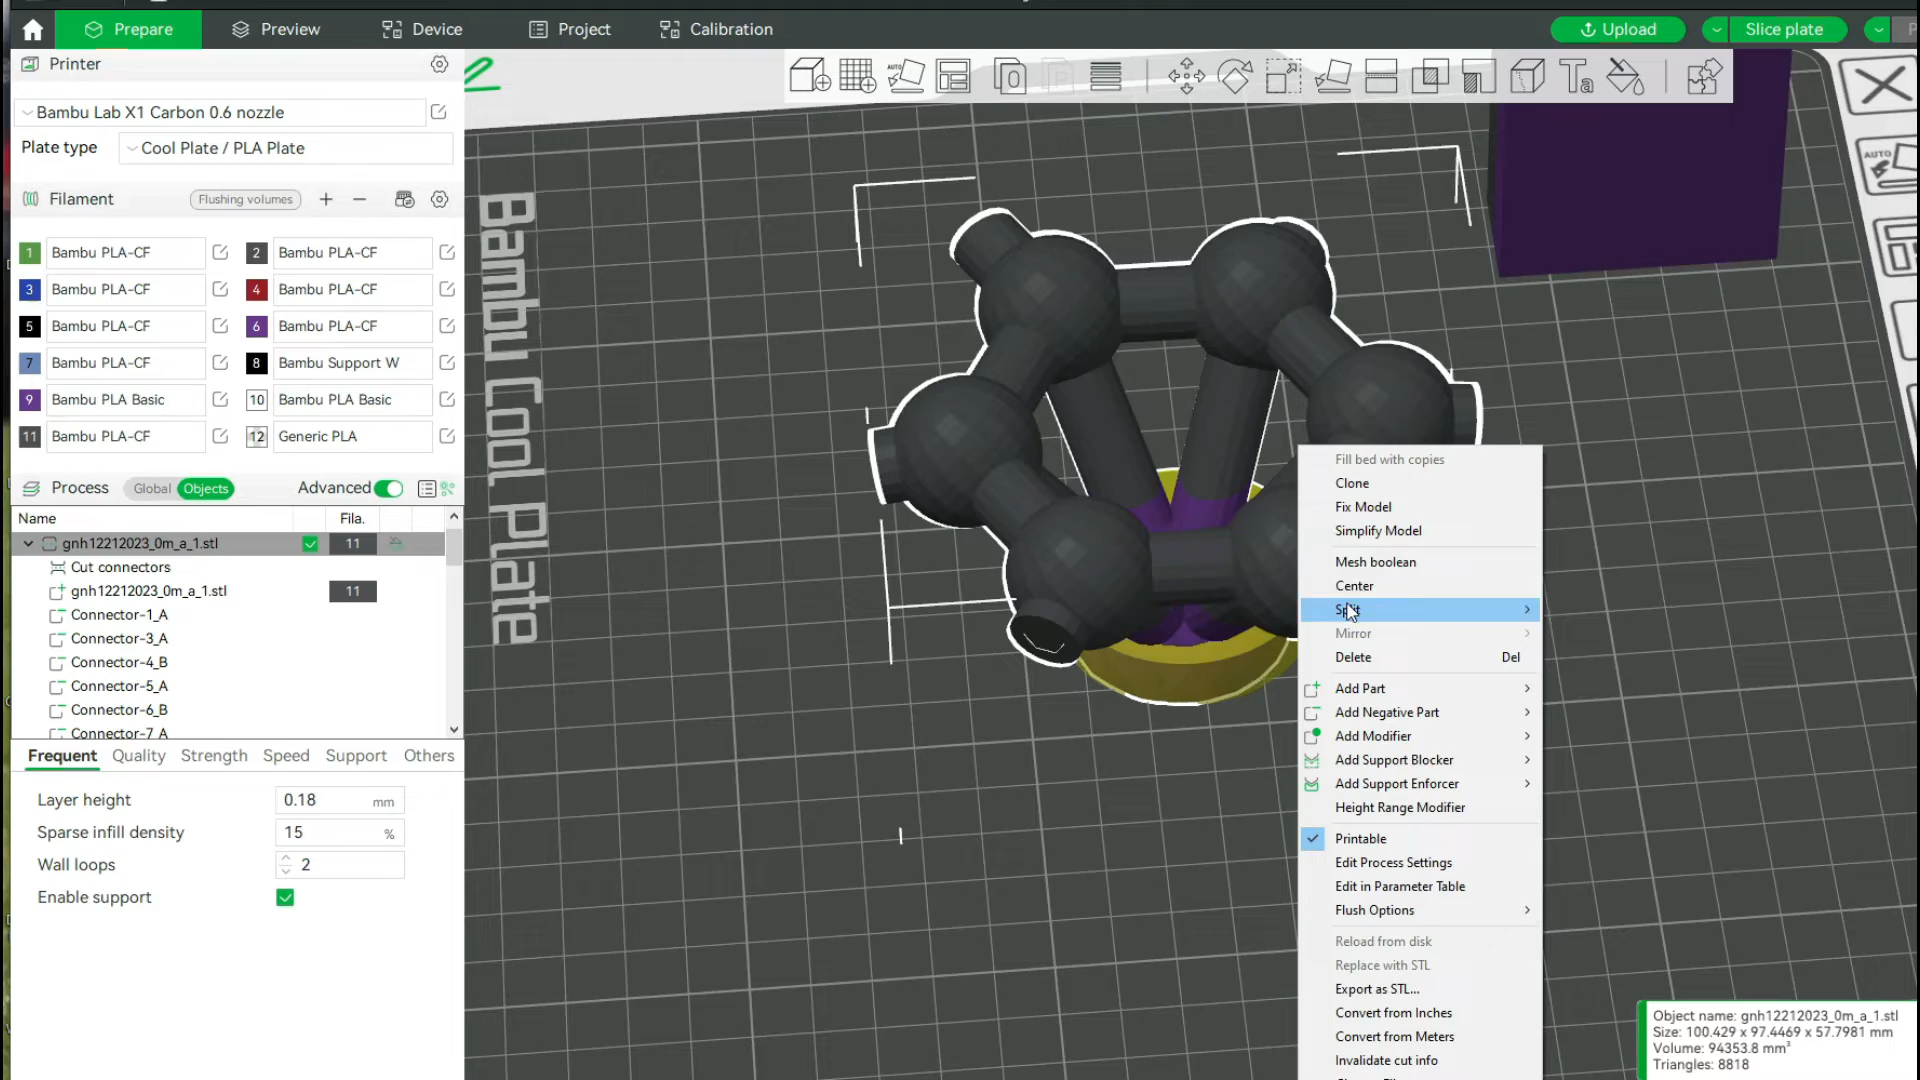 Prepare
Preview
Device
Project
Calibration
Upload
Slice plate
Printer
Bambu Lab X1 Carbon 0.6 nozzle
Plate type
Cool Plate / PLA Plate
Filament
Flushing volumes
1 Bambu PLA-CF
2 Bambu PLA-CF
3 Bambu PLA-CF
4 Bambu PLA-CF
5 Bambu PLA-CF
6 Bambu PLA-CF
7 Bambu PLA-CF
8 Bambu Support W
9 Bambu PLA Basic
10 Bambu PLA Basic
11 Bambu PLA-CF
12 Generic PLA
Process
Global
Objects
Advanced
Name
Fila.
gnh12212023_0m_a_1.stl
11
Cut connectors
gnh12212023_0m_a_1.stl
11
Connector-1_A
Connector-3_A
Connector-4_B
Connector-5_A
Connector-6_B
Connector-7_A
Frequent
Quality
Strength
Speed
Support
Others
Layer height
0.18 mm
Sparse infill density
15 %
Wall loops
2
Enable support
Bambu Cool Plate
AUTO
AUTO
Fill bed with copies
Clone
Fix Model
Simplify Model
Mesh boolean
Center
Split
Mirror
Delete Del
Add Part
Add Negative Part
Add Modifier
Add Support Blocker
Add Support Enforcer
Height Range Modifier
Printable
Edit Process Settings
Edit in Parameter Table
Flush Options
Reload from disk
Replace with STL
Export as STL...
Convert from Inches
Convert from Meters
Invalidate cut info
Object name: gnh12212023_0m_a_1.stl
Size: 100.429 x 97.4469 x 57.7981 mm
Volume: 94353.8 mm³
Triangles: 8818